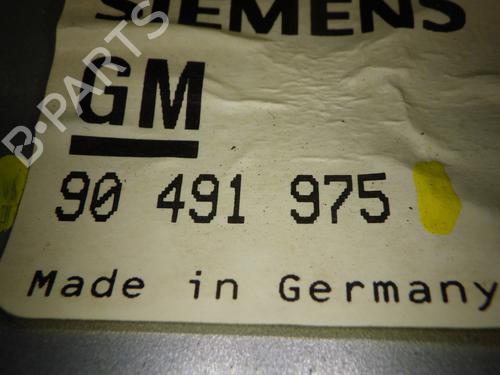 SIEMENS
B-PARTS
GM
90 491 975
Made in Germany